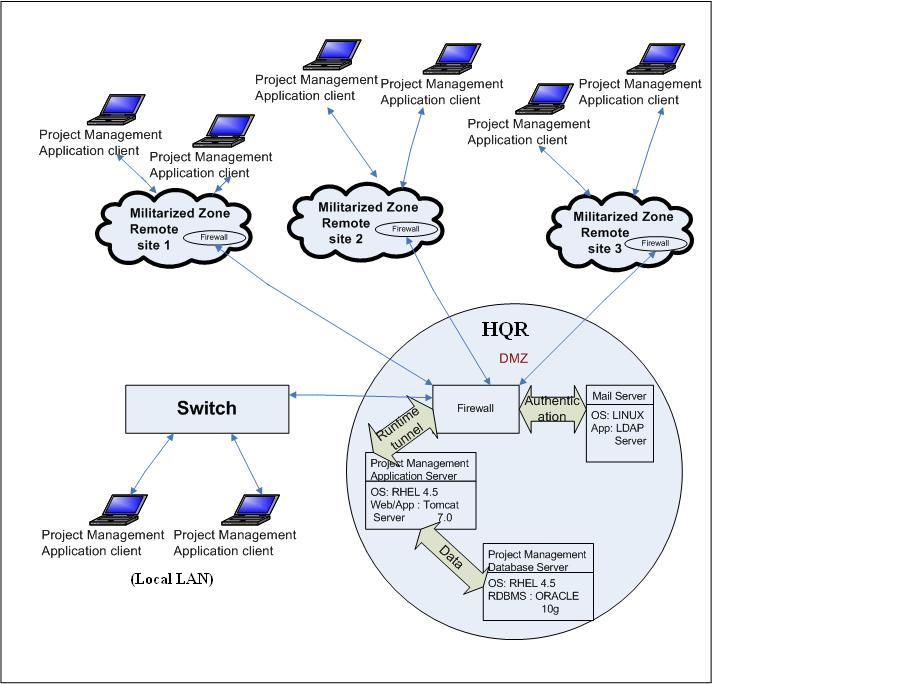 Project Management
Application client
Project Management
Application client
Project Management
Application client
Project Management
Application client
Project Management
Application client
Project Management
Application client
Militarized Zone
Remote
site 1
Firewall
Militarized Zone
Remote
site 2
Firewall
Militarized Zone
Remote
site 3
Firewall
HQR
DMZ
Switch
Firewall
Authentic
ation
Mail Server
OS: LINUX
App: LDAP
Server
Runtime
tunnel
Project Management
Application Server
OS: RHEL 4.5
Web/App : Tomcat
Server 7.0
Data
Project Management
Database Server
OS: RHEL 4.5
RDBMS : ORACLE
10g
Project Management
Application client
Project Management
Application client
(Local LAN)